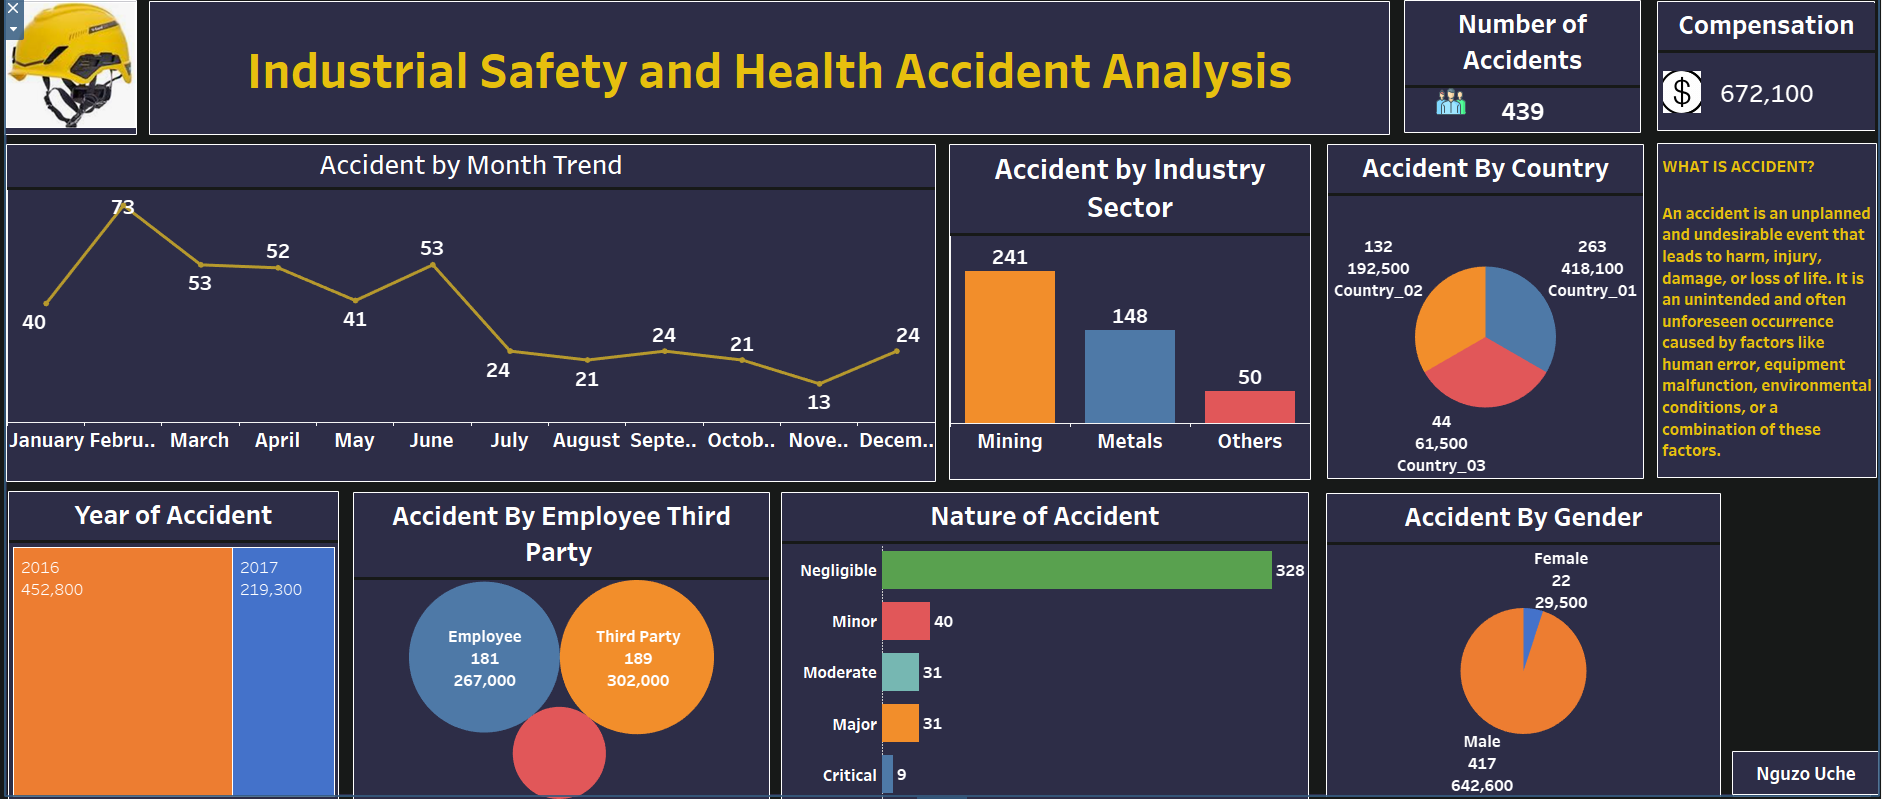 Industrial Safety and Health Accident Analysis
Number of
Accidents
439
Compensation
$
672,100
Accident by Month Trend
73
40
53
52
41
53
24
21
24
21
13
24
January Febru.. March April May June July August Septe.. Octob.. Nove.. Decem..
Accident by Industry
Sector
241
148
50
Mining Metals Others
Accident By Country
132
192,500
Country_02
263
418,100
Country_01
44
61,500
Country_03
WHAT IS ACCIDENT?
An accident is an unplanned
and undesirable event that
leads to harm, injury,
damage, or loss of life. It is
an unintended and often
unforeseen occurrence
caused by factors like
human error, equipment
malfunction, environmental
conditions, or a
combination of these
factors.
Year of Accident
2016
452,800
2017
219,300
Accident By Employee Third
Party
Employee
181
267,000
Third Party
189
302,000
Nature of Accident
Negligible 328
Minor 40
Moderate 31
Major 31
Critical 9
Accident By Gender
Female
22
29,500
Male
417
642,600
Nguzo Uche